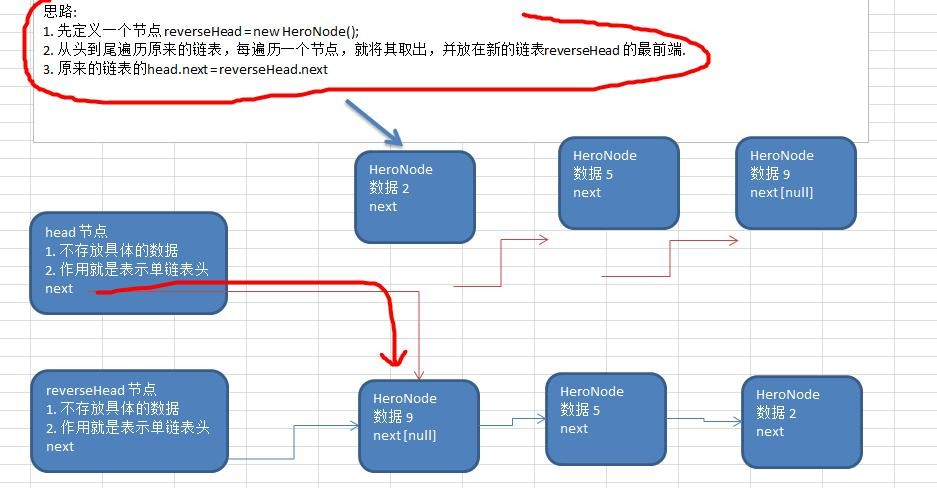 思路:
1. 先定义一个节点 reverseHead = new HeroNode();
2. 从头到尾遍历原来的链表，每遍历一个节点，就将其取出，并放在新的链表reverseHead 的最前端.
3. 原来的链表的head.next = reverseHead.next
HeroNode
数据 2
next
HeroNode
数据 5
next
HeroNode
数据 9
next [null]
head 节点
1. 不存放具体的数据
2. 作用就是表示单链表头
next
reverseHead 节点
1. 不存放具体的数据
2. 作用就是表示单链表头
next
HeroNode
数据 9
next [null]
HeroNode
数据 5
next
HeroNode
数据 2
next